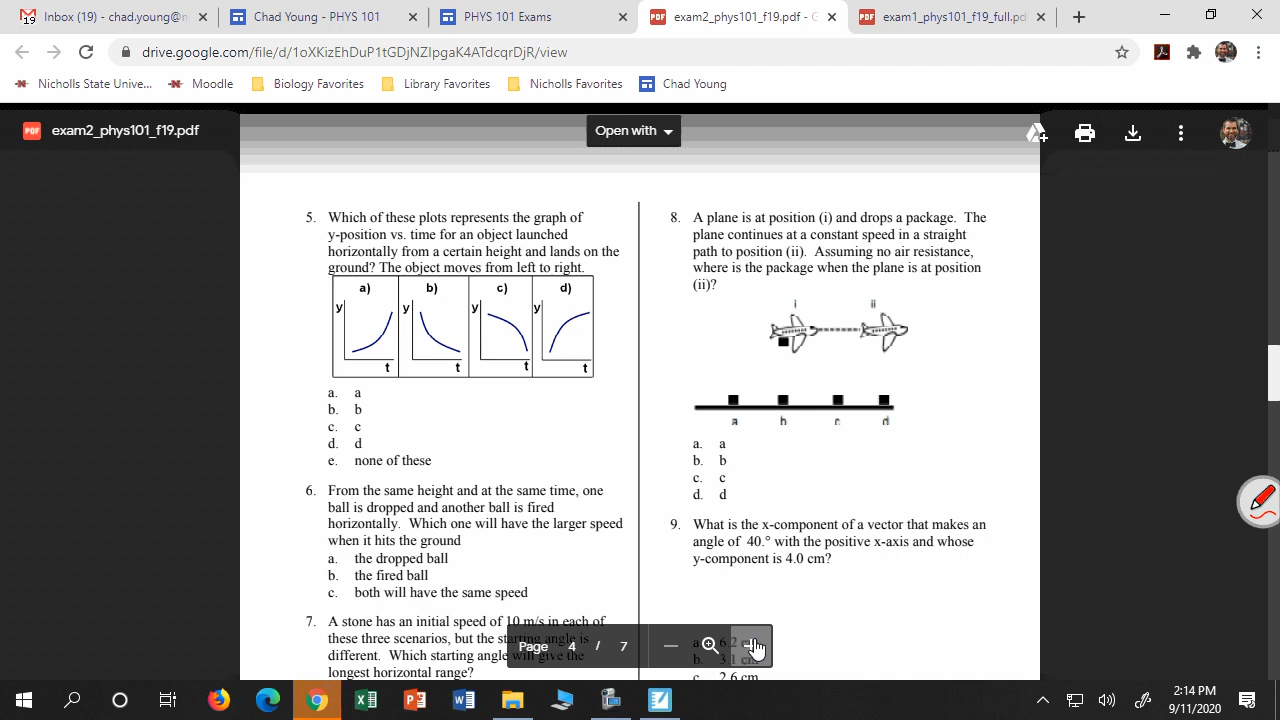 Inbox (19) - chad.young@n
Chad Young - PHYS 101
PHYS 101 Exams
exam2_phys101_f19.pdf - G
exam1_phys101_f19_full.pd
drive.google.com/file/d/1oXKizEhDuP1tGDjNZIpgaK4ATdcqrDjR/view
Nicholls State Unive...
Moodle
Biology Favorites
Library Favorites
Nicholls Favorites
Chad Young
PDF exam2_phys101_f19.pdf
Open with
5. Which of these plots represents the graph of
y-position vs. time for an object launched
horizontally from a certain height and lands on the
ground? The object moves from left to right.
a) b) c) d)
y y y y
t t t t
a. a
b. b
c. c
d. d
e. none of these
6. From the same height and at the same time, one
ball is dropped and another ball is fired
horizontally. Which one will have the larger speed
when it hits the ground
a. the dropped ball
b. the fired ball
c. both will have the same speed
7. A stone has an initial speed of 10 m/s in each of
these three scenarios, but the starting angle is
different. Which starting angle will give the
longest horizontal range?
8. A plane is at position (i) and drops a package. The
plane continues at a constant speed in a straight
path to position (ii). Assuming no air resistance,
where is the package when the plane is at position
(ii)?
i ii
a b c d
a. a
b. b
c. c
d. d
9. What is the x-component of a vector that makes an
angle of 40.° with the positive x-axis and whose
y-component is 4.0 cm?
a. 6.2 cm
b. 3.1 cm
c. 2.6 cm
Page 4 / 7
2:14 PM
9/11/2020